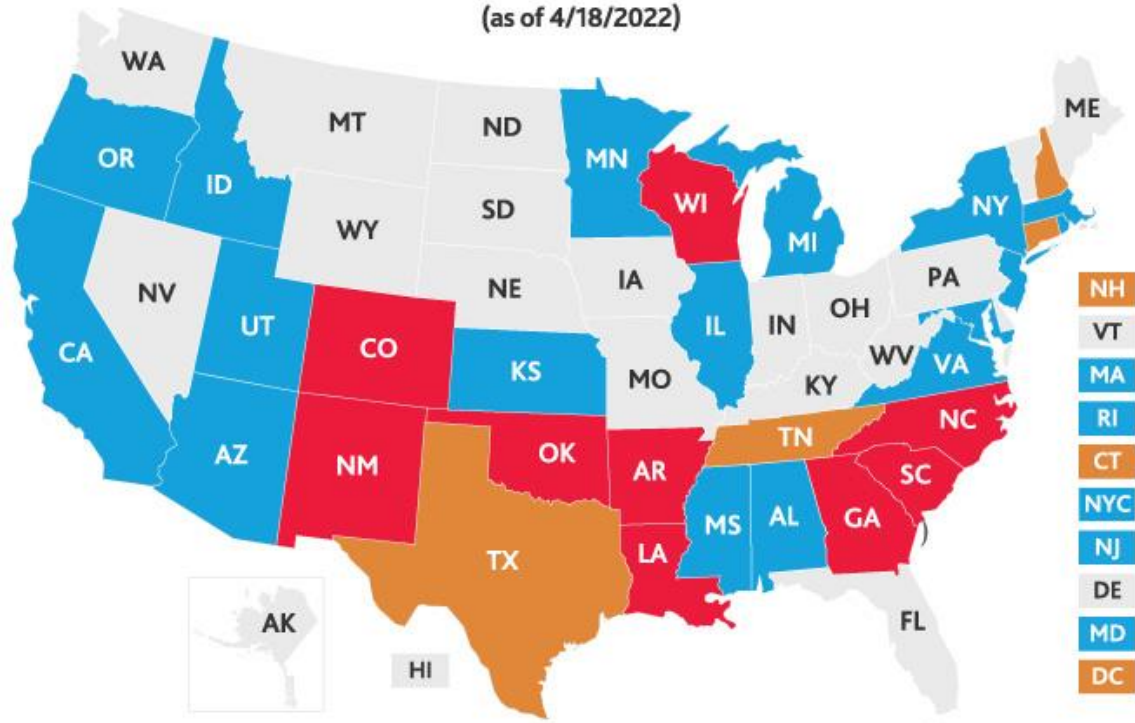 (as of 4/18/2022)
WA
MT
ND
MN
ME
OR
ID
SD
WI
NY
WY
MI
IA
PA
NE
NV
OH
IN
IL
UT
WV
VA
CA
CO
KS
MO
KY
NC
TN
AZ
NM
OK
AR
SC
MS
AL
GA
)
LA
TX
FL
AK
HI
NH
VT
MA
RI
CT
NYC
NJ
DE
MD
DC